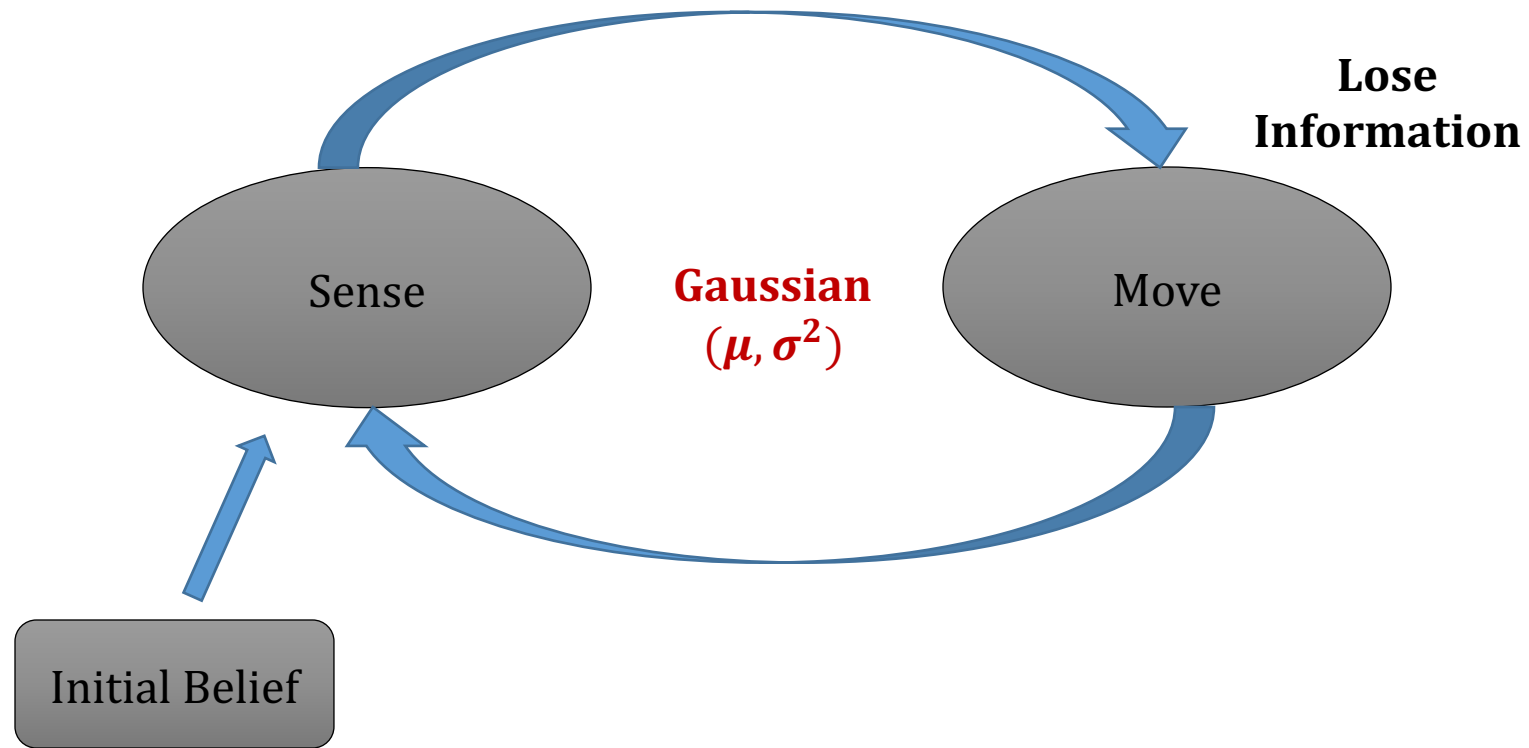 Lose
Information
Sense
Gaussian
(μ, σ²)
Move
Initial Belief